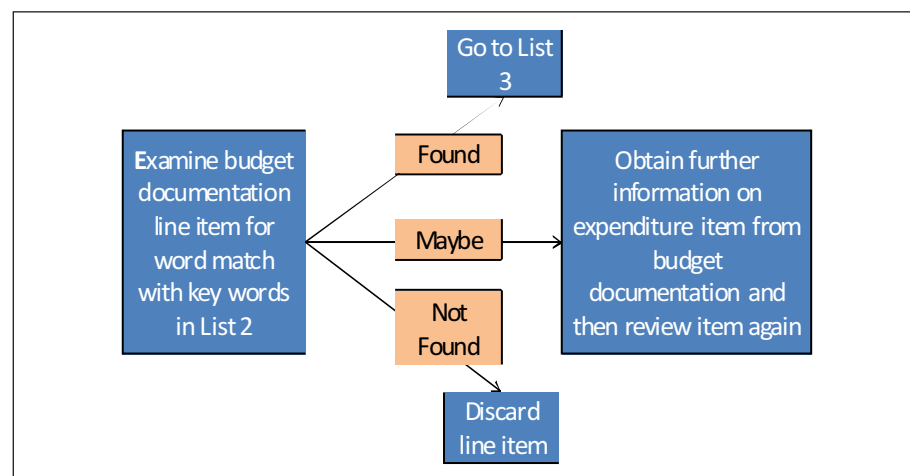 Go to List
3
Examine budget
documentation
line item for
word match
with key words
in List 2
Found
Maybe
Not
Found
Obtain further
information on
expenditure item from
budget
documentation and
then review item again
Discard
line item